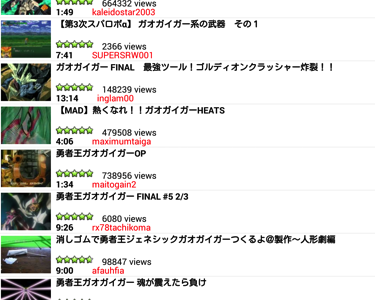 664332 views
1:49 kaleidostar2003
【第3次スパロボα】 ガオガイガー系の武器　その１
2366 views
7:41 SUPERSRW001
ガオガイガー FINAL　最強ツール！ゴルディオンクラッシャー炸裂！！
148239 views
13:14 inglam00
【MAD】熱くなれ！！ガオガイガーHEATS
479508 views
4:06 maximumtaiga
勇者王ガオガイガーOP
738956 views
1:34 maitogain2
勇者王ガオガイガー FINAL #5 2/3
6080 views
9:26 rx78tachikoma
消しゴムで勇者王ジェネシックガオガイガーつくるよ@製作～人形劇編
98847 views
9:00 afauhfia
勇者王ガオガイガー 魂が震えたら負け